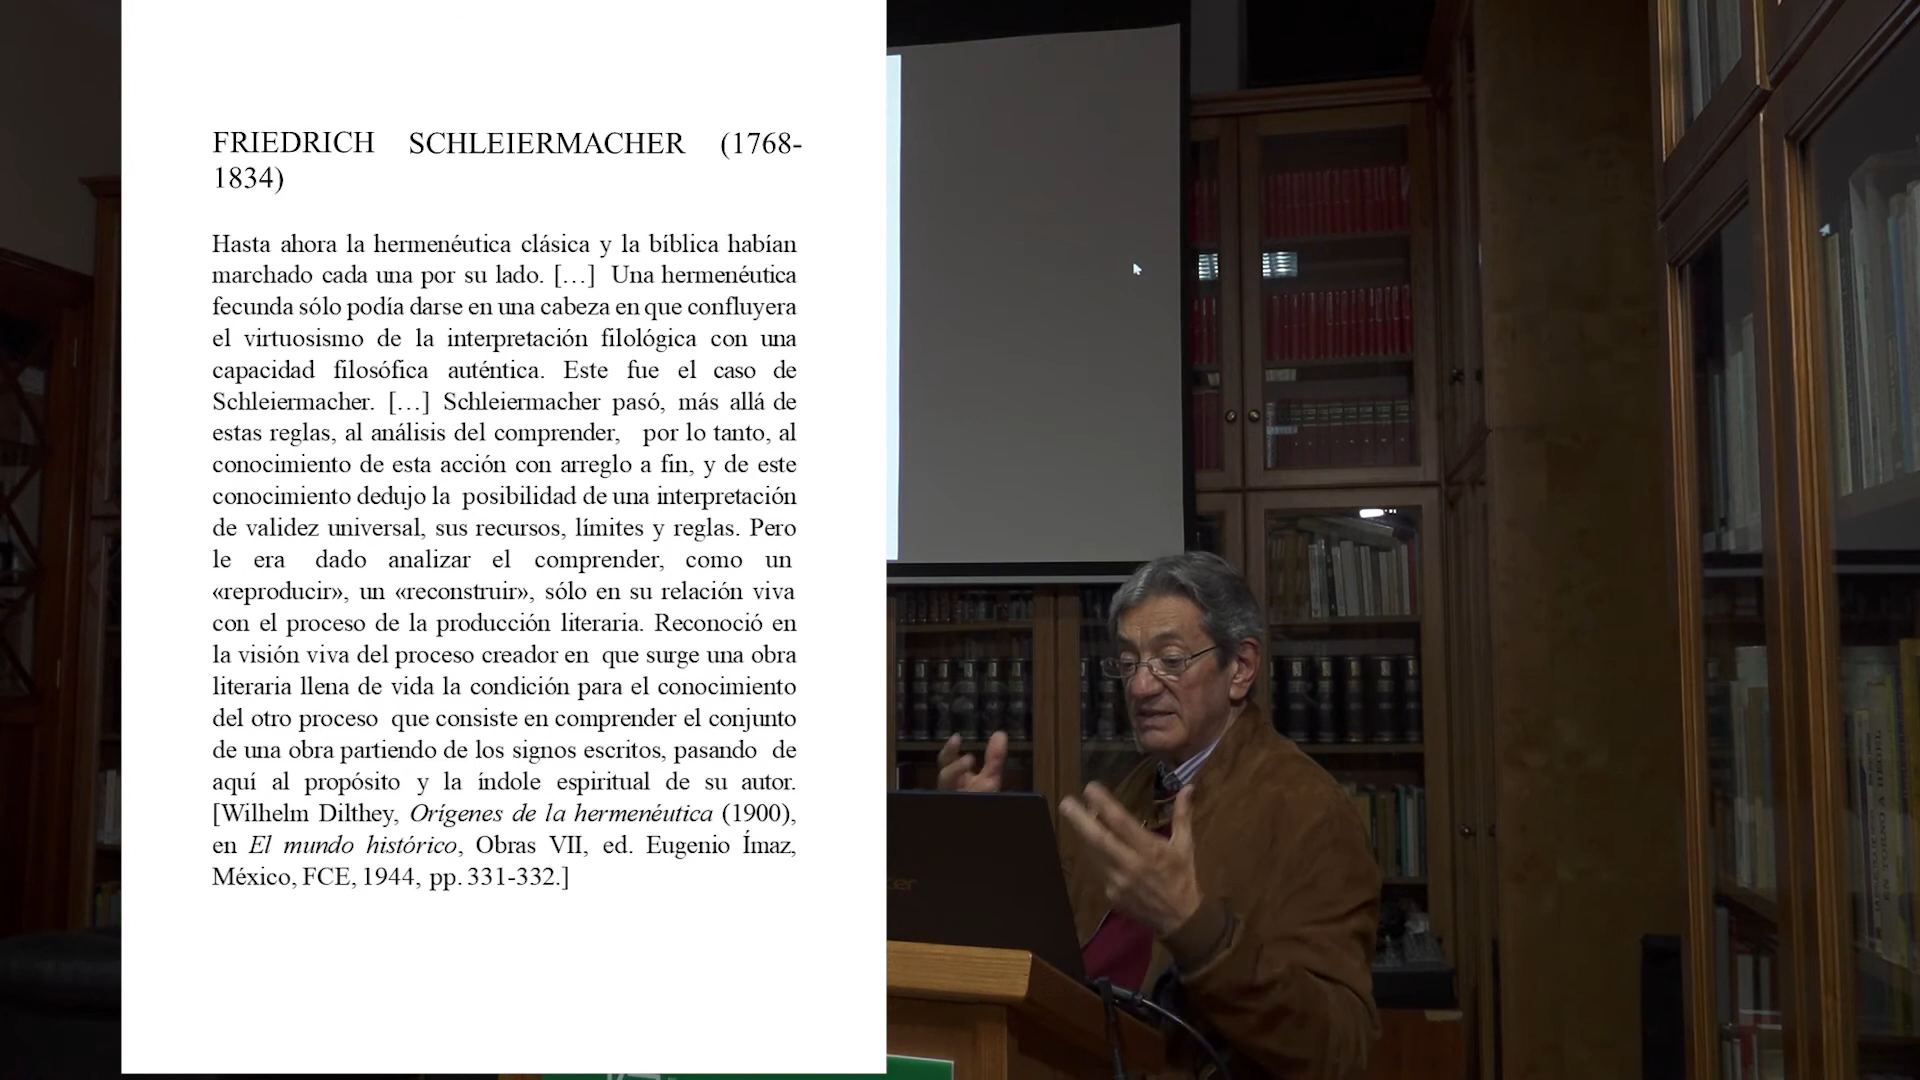 FRIEDRICH SCHLEIERMACHER (1768-
1834)
Hasta ahora la hermenéutica clásica y la bíblica habían
marchado cada una por su lado. […] Una hermenéutica
fecunda sólo podía darse en una cabeza en que confluyera
el virtuosismo de la interpretación filológica con una
capacidad filosófica auténtica. Este fue el caso de
Schleiermacher. […] Schleiermacher pasó, más allá de
estas reglas, al análisis del comprender, por lo tanto, al
conocimiento de esta acción con arreglo a fin, y de este
conocimiento dedujo la posibilidad de una interpretación
de validez universal, sus recursos, límites y reglas. Pero
le era dado analizar el comprender, como un
«reproducir», un «reconstruir», sólo en su relación viva
con el proceso de la producción literaria. Reconoció en
la visión viva del proceso creador en que surge una obra
literaria llena de vida la condición para el conocimiento
del otro proceso que consiste en comprender el conjunto
de una obra partiendo de los signos escritos, pasando de
aquí al propósito y la índole espiritual de su autor.
[Wilhelm Dilthey, Orígenes de la hermenéutica (1900),
en El mundo histórico, Obras VII, ed. Eugenio Ímaz,
México, FCE, 1944, pp. 331-332.]